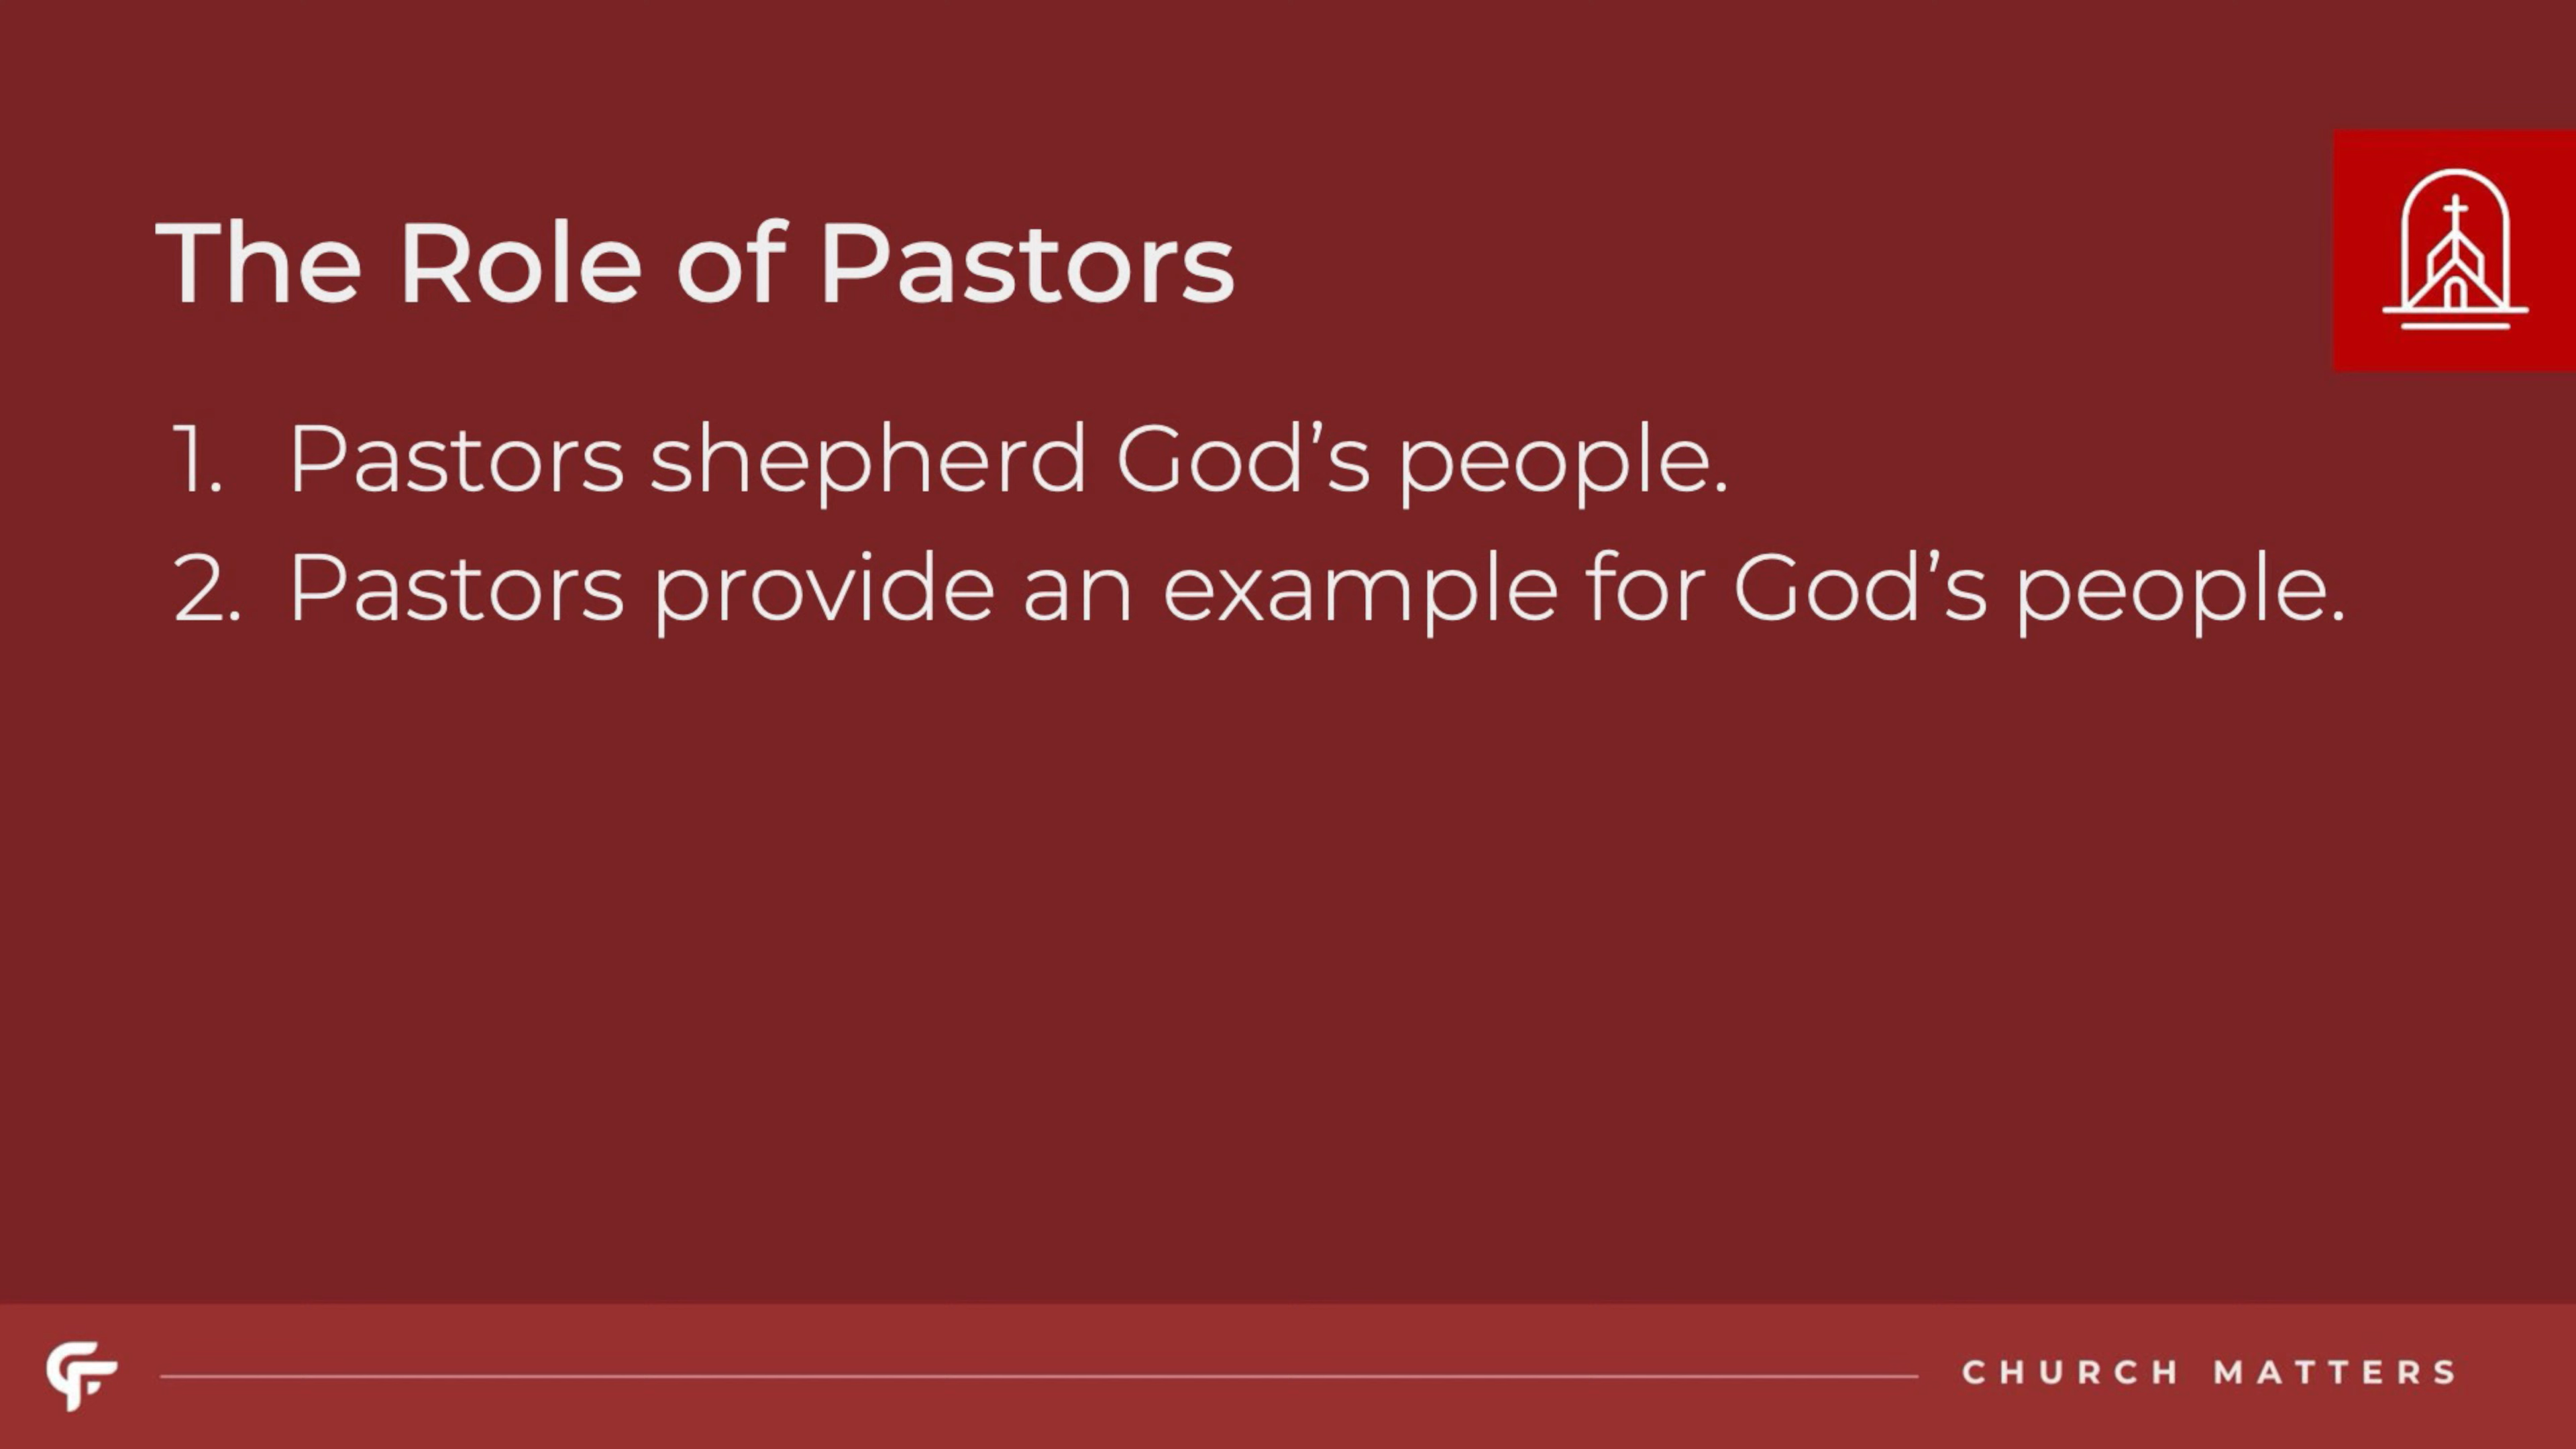 The Role of Pastors
1. Pastors shepherd God’s people.
2. Pastors provide an example for God’s people.
CHURCH MATTERS